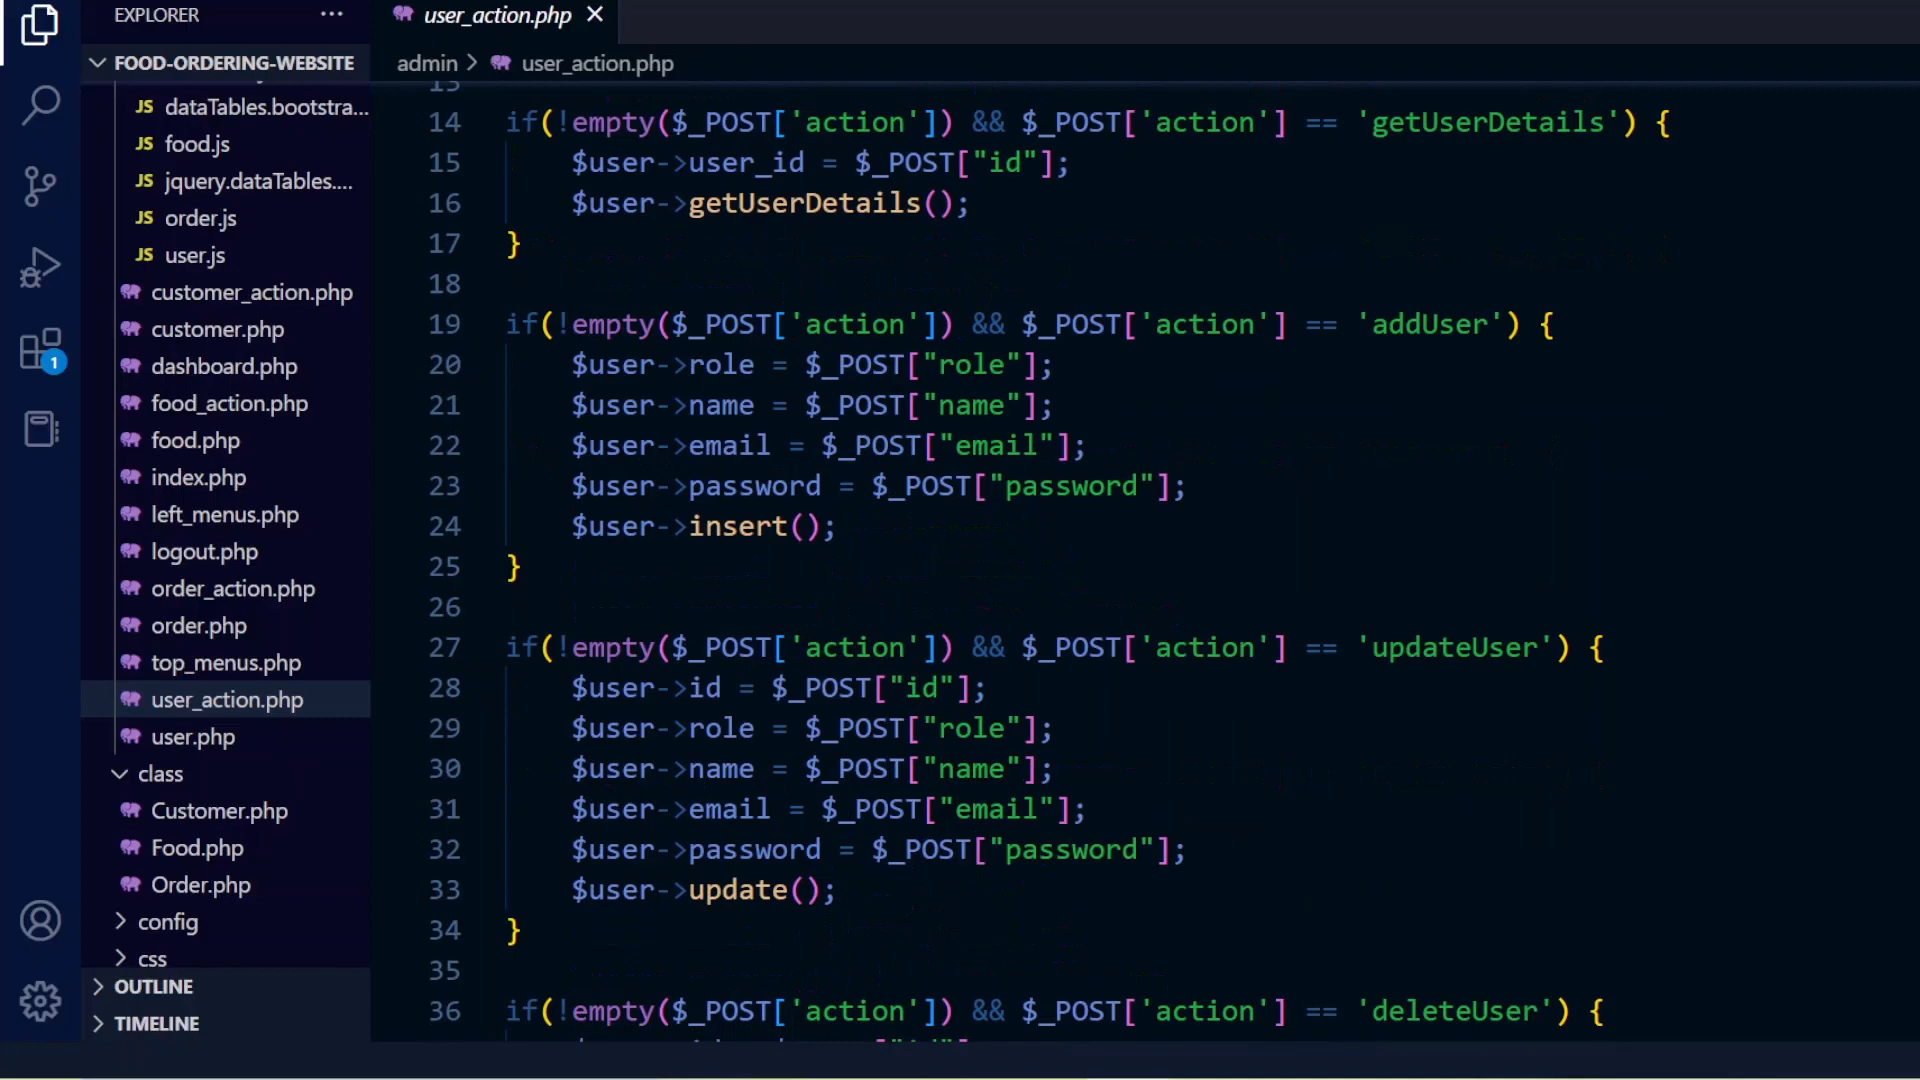 EXPLORER
FOOD-ORDERING-WEBSITE
JS dataTables.bootstra...
JS food.js
JS jquery.dataTables....
JS order.js
JS user.js
customer_action.php
customer.php
dashboard.php
food_action.php
food.php
index.php
left_menus.php
logout.php
order_action.php
order.php
top_menus.php
user_action.php
user.php
class
Customer.php
Food.php
Order.php
config
css
OUTLINE
TIMELINE
1
user_action.php
admin > user_action.php
14 if(!empty($_POST['action']) && $_POST['action'] == 'getUserDetails') {
15 $user->user_id = $_POST["id"];
16 $user->getUserDetails();
17 }
18
19 if(!empty($_POST['action']) && $_POST['action'] == 'addUser') {
20 $user->role = $_POST["role"];
21 $user->name = $_POST["name"];
22 $user->email = $_POST["email"];
23 $user->password = $_POST["password"];
24 $user->insert();
25 }
26
27 if(!empty($_POST['action']) && $_POST['action'] == 'updateUser') {
28 $user->id = $_POST["id"];
29 $user->role = $_POST["role"];
30 $user->name = $_POST["name"];
31 $user->email = $_POST["email"];
32 $user->password = $_POST["password"];
33 $user->update();
34 }
35
36 if(!empty($_POST['action']) && $_POST['action'] == 'deleteUser') {